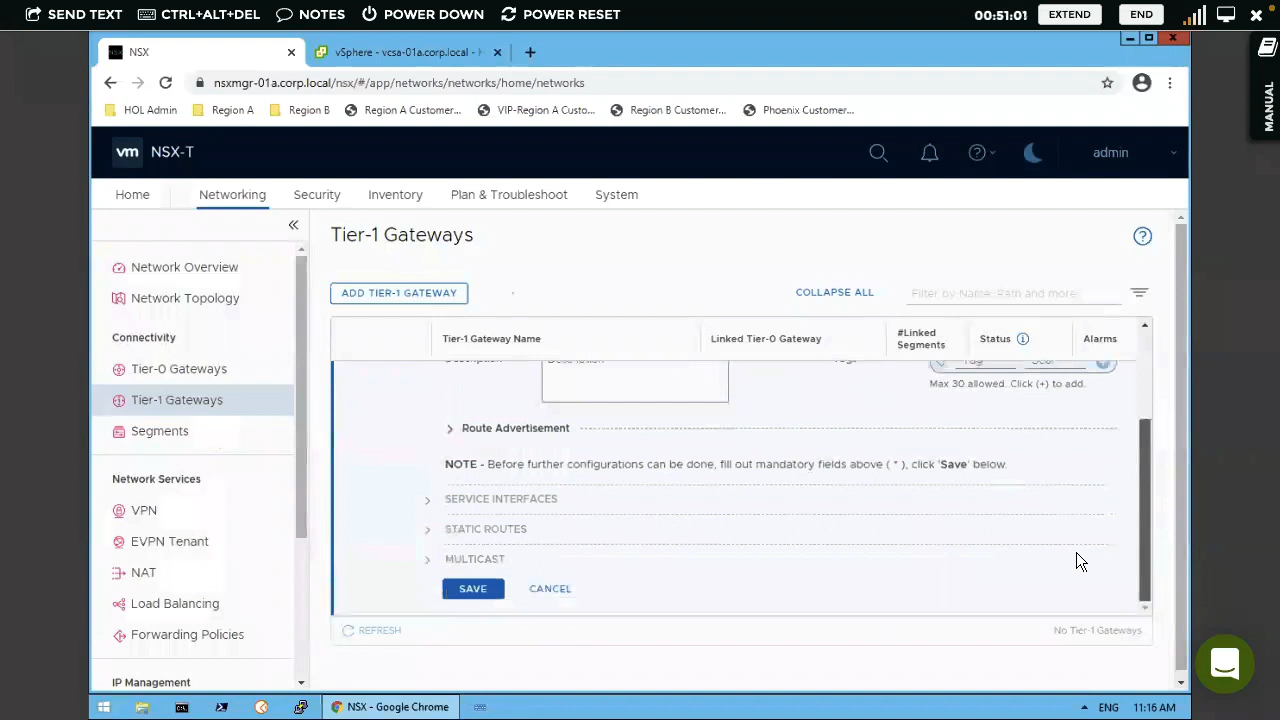 SEND TEXT CTRL+ALT+DEL NOTES POWER DOWN POWER RESET 00:51:01 EXTEND END
MANUAL
NSX vSphere - vcsa-01a.corp.local -
nsxmgr-01a.corp.local/nsx/#/app/networks/networks/home/networks
HOL Admin Region A Region B Region A Customer... VIP-Region A Custo... Region B Customer... Phoenix Customer...
vm NSX-T admin
Home Networking Security Inventory Plan & Troubleshoot System
Network Overview
Network Topology
Connectivity
Tier-0 Gateways
Tier-1 Gateways
Segments
Network Services
VPN
EVPN Tenant
NAT
Load Balancing
Forwarding Policies
IP Management
Tier-1 Gateways
ADD TIER-1 GATEWAY COLLAPSE ALL Filter by Name, Path and more
Tier-1 Gateway Name Linked Tier-0 Gateway #Linked Segments Status Alarms
Max 30 allowed. Click (+) to add.
Route Advertisement
NOTE - Before further configurations can be done, fill out mandatory fields above ( * ), click 'Save' below.
SERVICE INTERFACES
STATIC ROUTES
MULTICAST
SAVE CANCEL
REFRESH No Tier-1 Gateways
NSX - Google Chrome ENG 11:16 AM